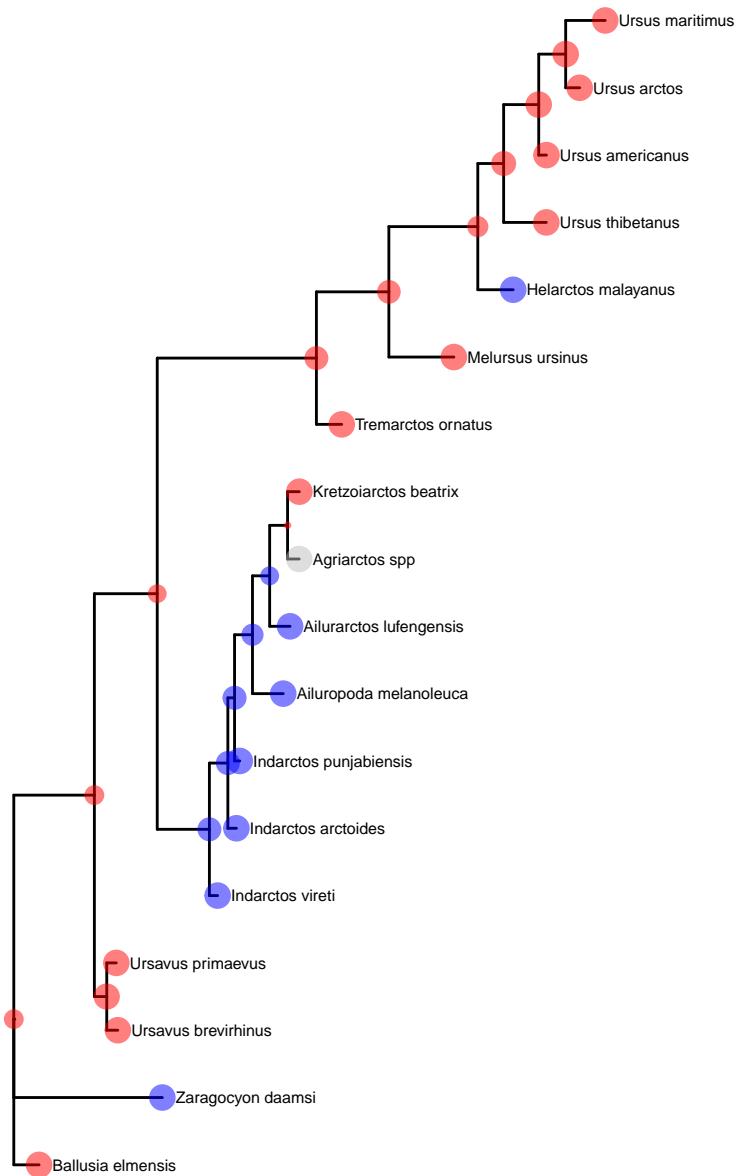 Ursus maritimus
Ursus arctos
Ursus americanus
Ursus thibetanus
Helarctos malayanus
Melursus ursinus
Tremarctos ornatus
Kretzoiarctos beatrix
Agriarctos spp
Ailurarctos lufengensis
Ailuropoda melanoleuca
Indarctos punjabiensis
Indarctos arctoides
Indarctos vireti
Ursavus primaevus
Ursavus brevirhinus
Zaragocyon daamsi
Ballusia elmensis